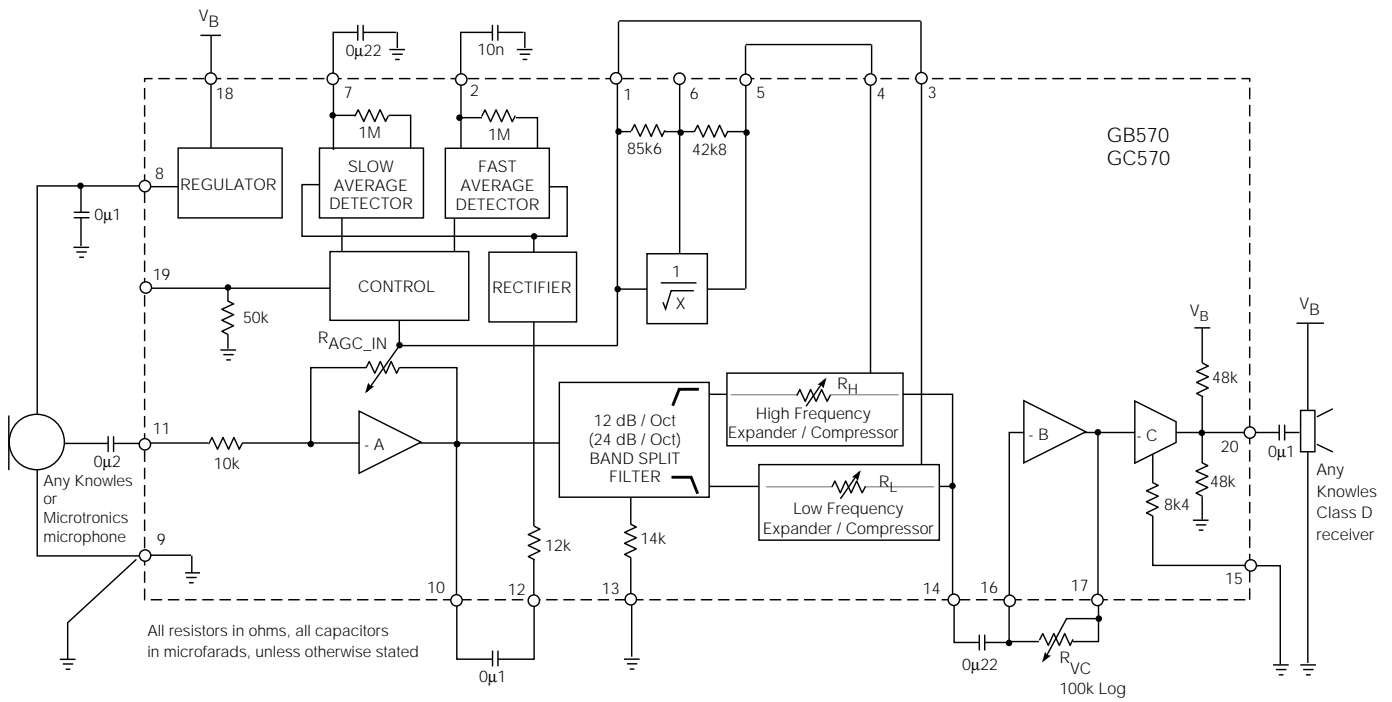 VB
0µ22
10n
18
7
2
1
6
5
4
3
1M
1M
85k6
42k8
GB570
GC570
8
REGULATOR
SLOW
AVERAGE
DETECTOR
FAST
AVERAGE
DETECTOR
0µ1
19
CONTROL
RECTIFIER
1
√X
50k
RAGC_IN
VB
VB
48k
RH
High Frequency
Expander / Compressor
12 dB / Oct
(24 dB / Oct)
BAND SPLIT
FILTER
11
10k
- A
- B
- C
20
0µ2
0µ1
Any Knowles
or
Microtronics
microphone
RL
Low Frequency
Expander / Compressor
8k4
48k
Any
Knowles
Class D
receiver
9
12k
14k
10
12
13
14
16
17
15
All resistors in ohms, all capacitors
in microfarads, unless otherwise stated
0µ1
0µ22
RVC
100k Log